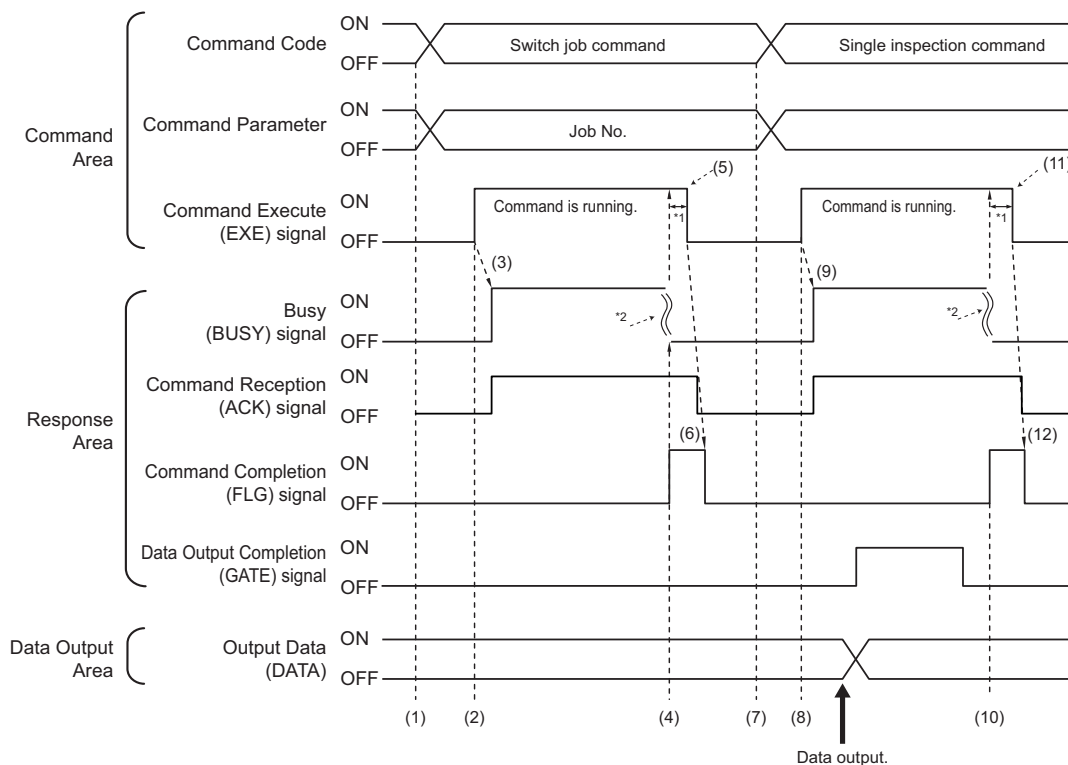 Command Code
ON
OFF
Switch job command
Single inspection command
Command
Area
Command Parameter
ON
OFF
Job No.
Command Execute
(EXE) signal
ON
OFF
Command is running.
*1
(5)
Command is running.
*1
(11)
(3)
(9)
Response
Area
Busy
(BUSY) signal
ON
OFF
*2
*2
Command Reception
(ACK) signal
ON
OFF
(6)
(12)
Command Completion
(FLG) signal
ON
OFF
Data Output Completion
(GATE) signal
ON
OFF
Data Output
Area
Output Data
(DATA)
ON
OFF
(1)
(2)
(4)
(7)
(8)
(10)
Data output.